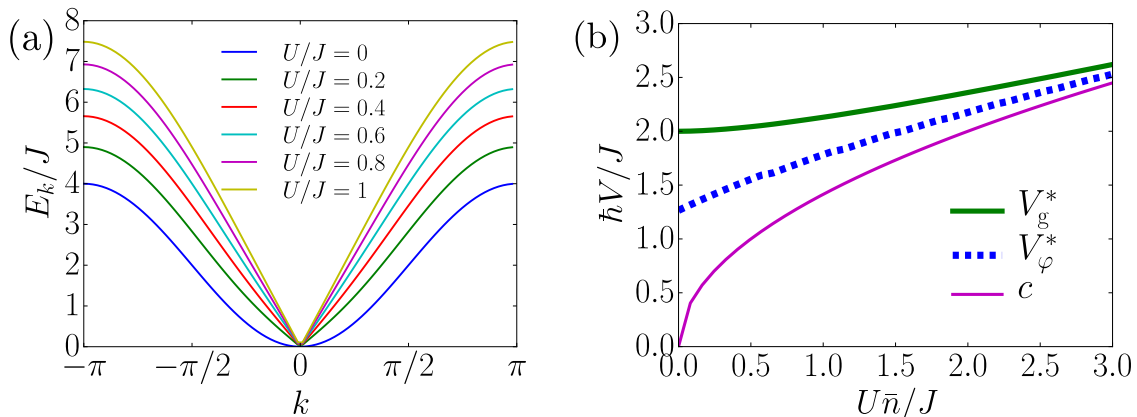 (a)
8
7
6
5
4
3
2
1
0
E_k/J
U/J = 0
U/J = 0.2
U/J = 0.4
U/J = 0.6
U/J = 0.8
U/J = 1
−π −π/2 0 π/2 π
k
(b)
3.0
2.5
2.0
1.5
1.0
0.5
0.0
ħV/J
V_g^*
V_φ^*
c
0.0 0.5 1.0 1.5 2.0 2.5 3.0
Un̄/J